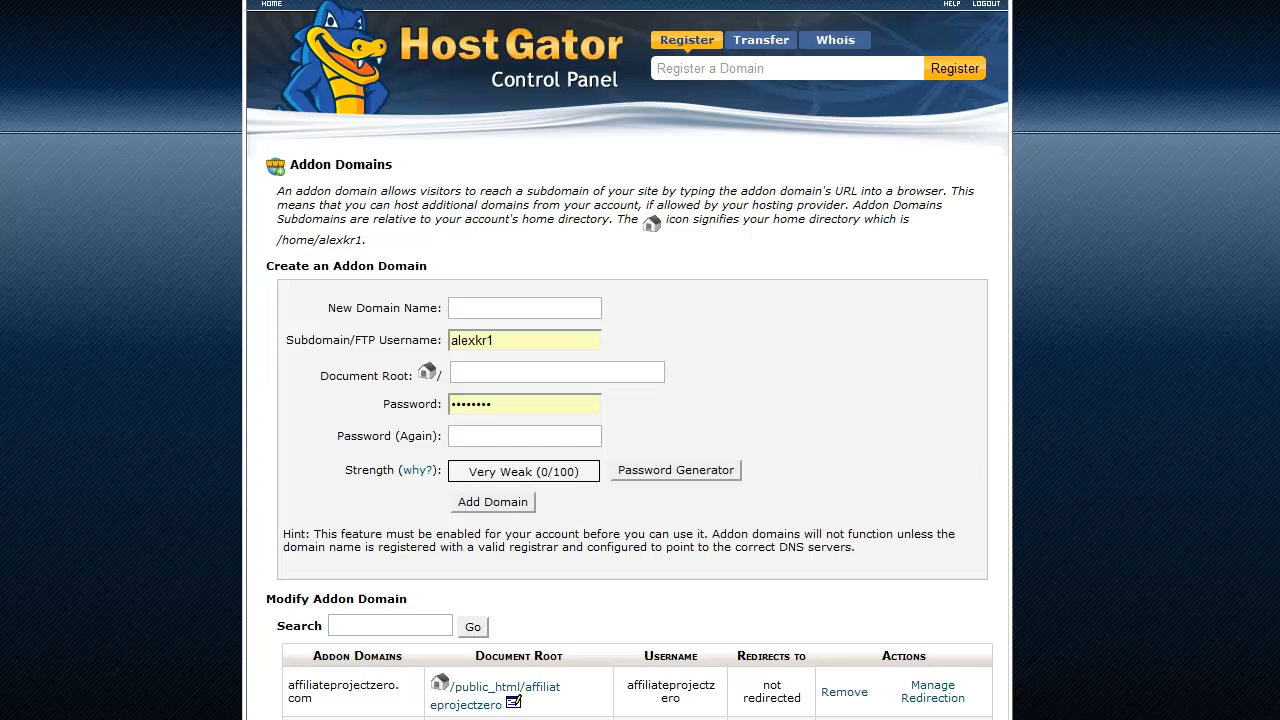 HOME HELP LOGOUT
HostGator
Control Panel
Register Transfer Whois
Register a Domain Register
Addon Domains
An addon domain allows visitors to reach a subdomain of your site by typing the addon domain's URL into a browser. This
means that you can host additional domains from your account, if allowed by your hosting provider. Addon Domains
Subdomains are relative to your account's home directory. The icon signifies your home directory which is
/home/alexkr1.
Create an Addon Domain
New Domain Name:
Subdomain/FTP Username: alexkr1
Document Root: /
Password: ••••••••
Password (Again):
Strength (why?): Very Weak (0/100) Password Generator
Add Domain
Hint: This feature must be enabled for your account before you can use it. Addon domains will not function unless the
domain name is registered with a valid registrar and configured to point to the correct DNS servers.
Modify Addon Domain
Search Go
Addon Domains Document Root Username Redirects to Actions
affiliateprojectzero. /public_html/affiliat affiliateprojectz not Remove Manage
com eprojectzero ero redirected Redirection